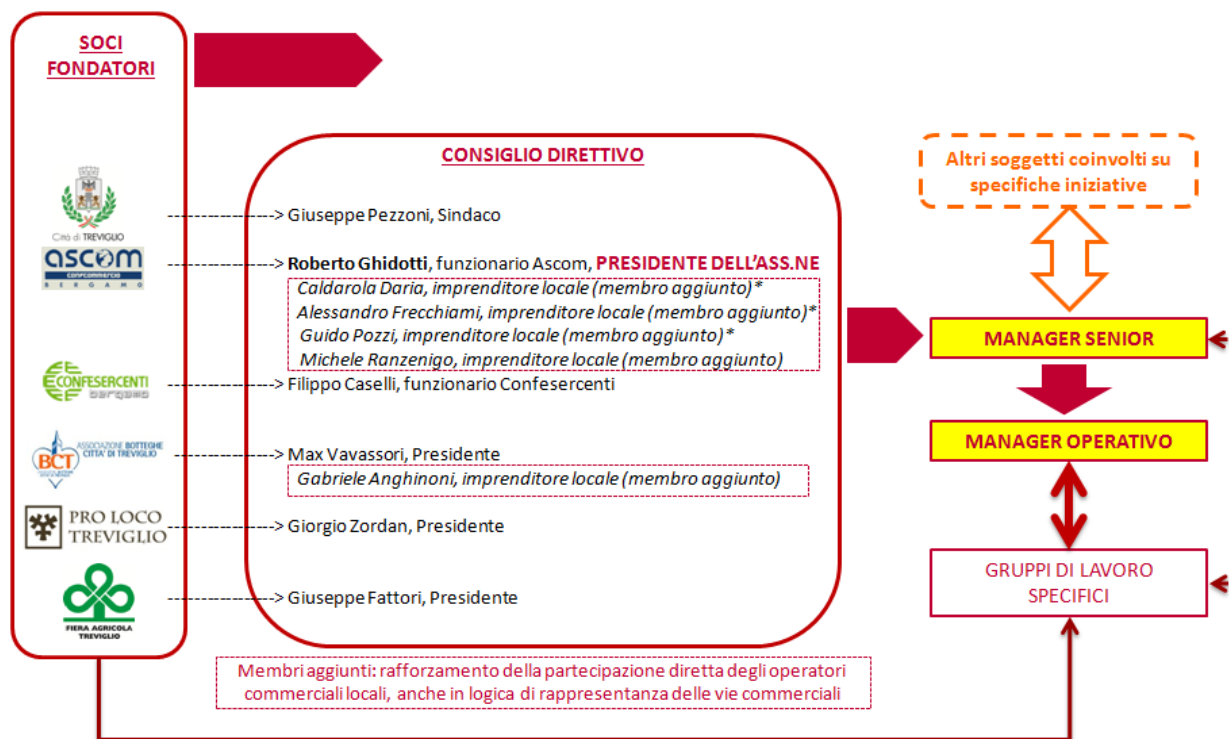 SOCI
FONDATORI
Città di TREVIGLIO
ascom
CONFCOMMERCIO
BERGAMO
CONFESERCENTI
bergamo
ASSOCIAZIONE BOTTEGHE
CITTA' DI TREVIGLIO
BCT
PRO LOCO
TREVIGLIO
FIERA AGRICOLA
TREVIGLIO
CONSIGLIO DIRETTIVO
-----------------> Giuseppe Pezzoni, Sindaco
-----------------> Roberto Ghidotti, funzionario Ascom, PRESIDENTE DELL'ASS.NE
Caldarola Daria, imprenditore locale (membro aggiunto)*
Alessandro Frecchiami, imprenditore locale (membro aggiunto)*
Guido Pozzi, imprenditore locale (membro aggiunto)*
Michele Ranzenigo, imprenditore locale (membro aggiunto)
-----------------> Filippo Caselli, funzionario Confesercenti
-----------------> Max Vavassori, Presidente
Gabriele Anghinoni, imprenditore locale (membro aggiunto)
-----------------> Giorgio Zordan, Presidente
-----------------> Giuseppe Fattori, Presidente
Membri aggiunti: rafforzamento della partecipazione diretta degli operatori
commerciali locali, anche in logica di rappresentanza delle vie commerciali
Altri soggetti coinvolti su
specifiche iniziative
MANAGER SENIOR
MANAGER OPERATIVO
GRUPPI DI LAVORO
SPECIFICI